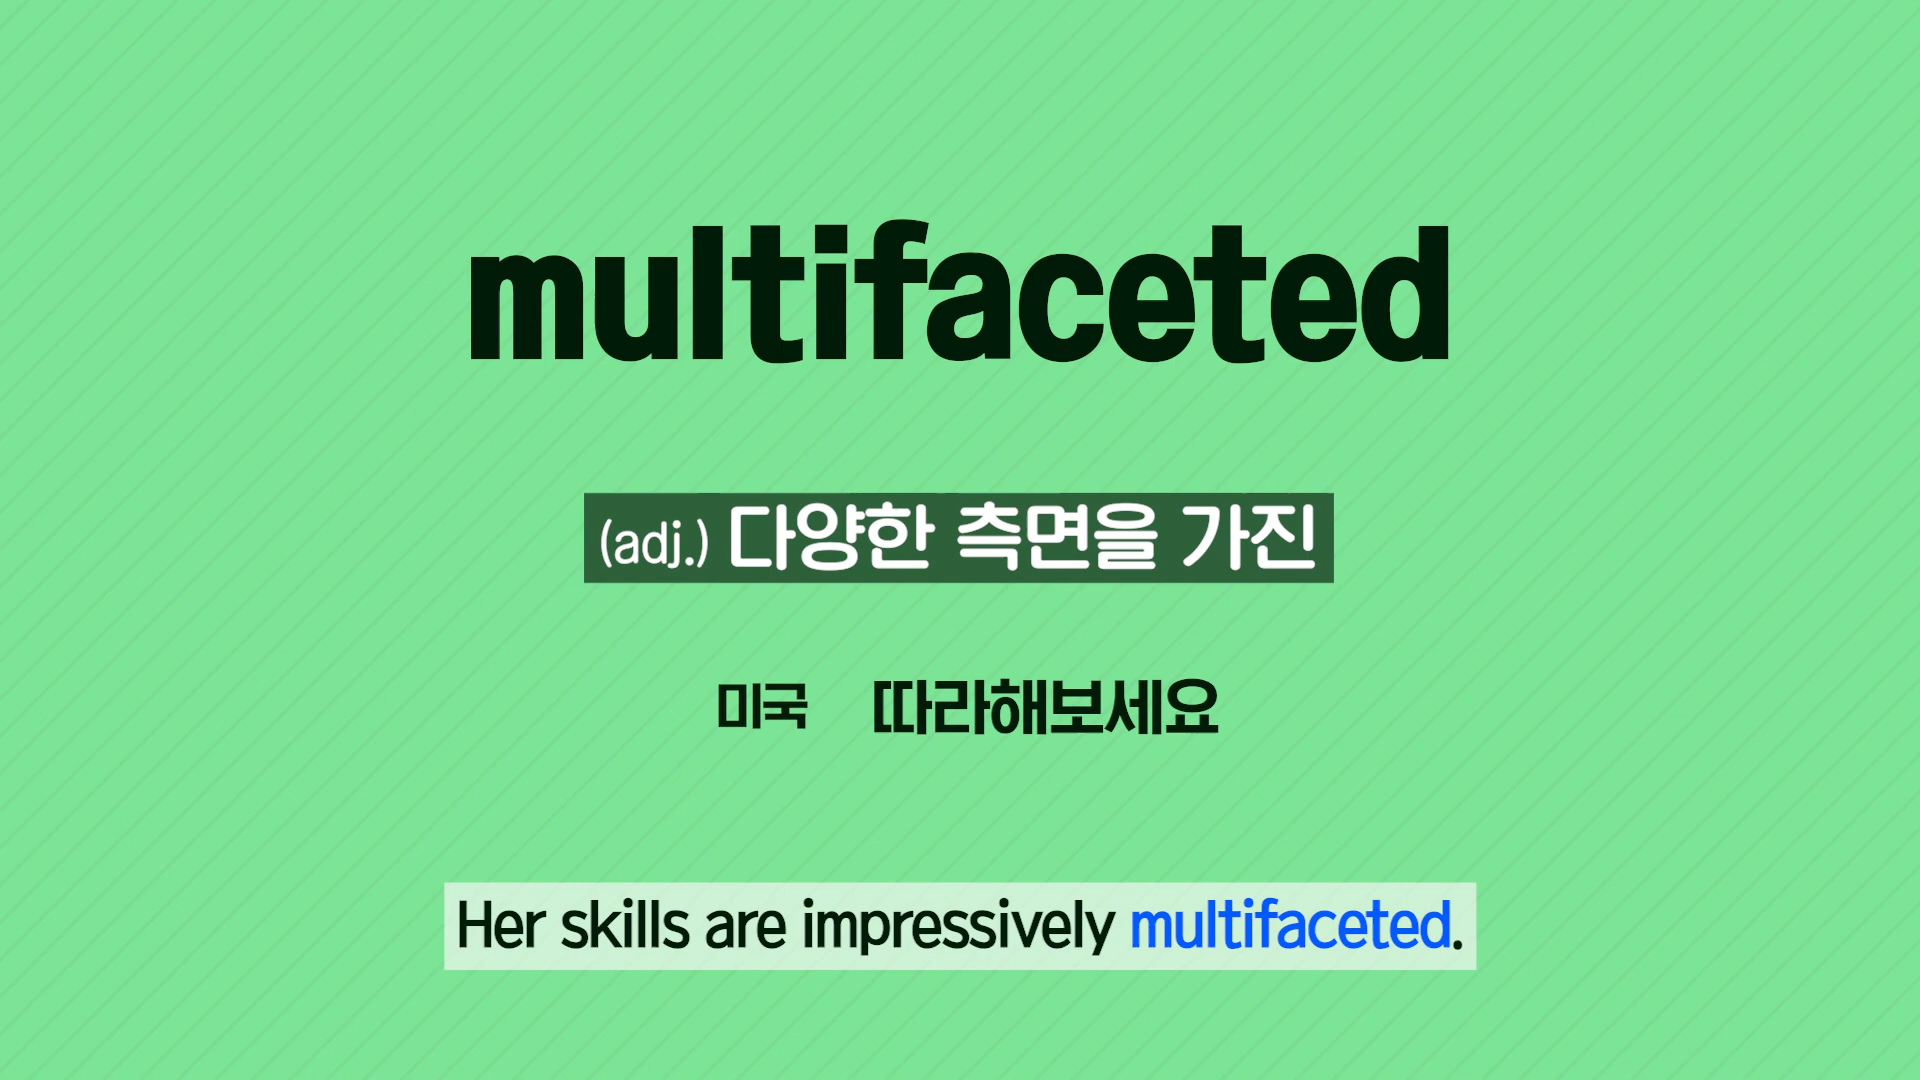 multifaceted
(adj.) 다양한 측면을 가진
미국 따라해보세요
Her skills are impressively multifaceted.